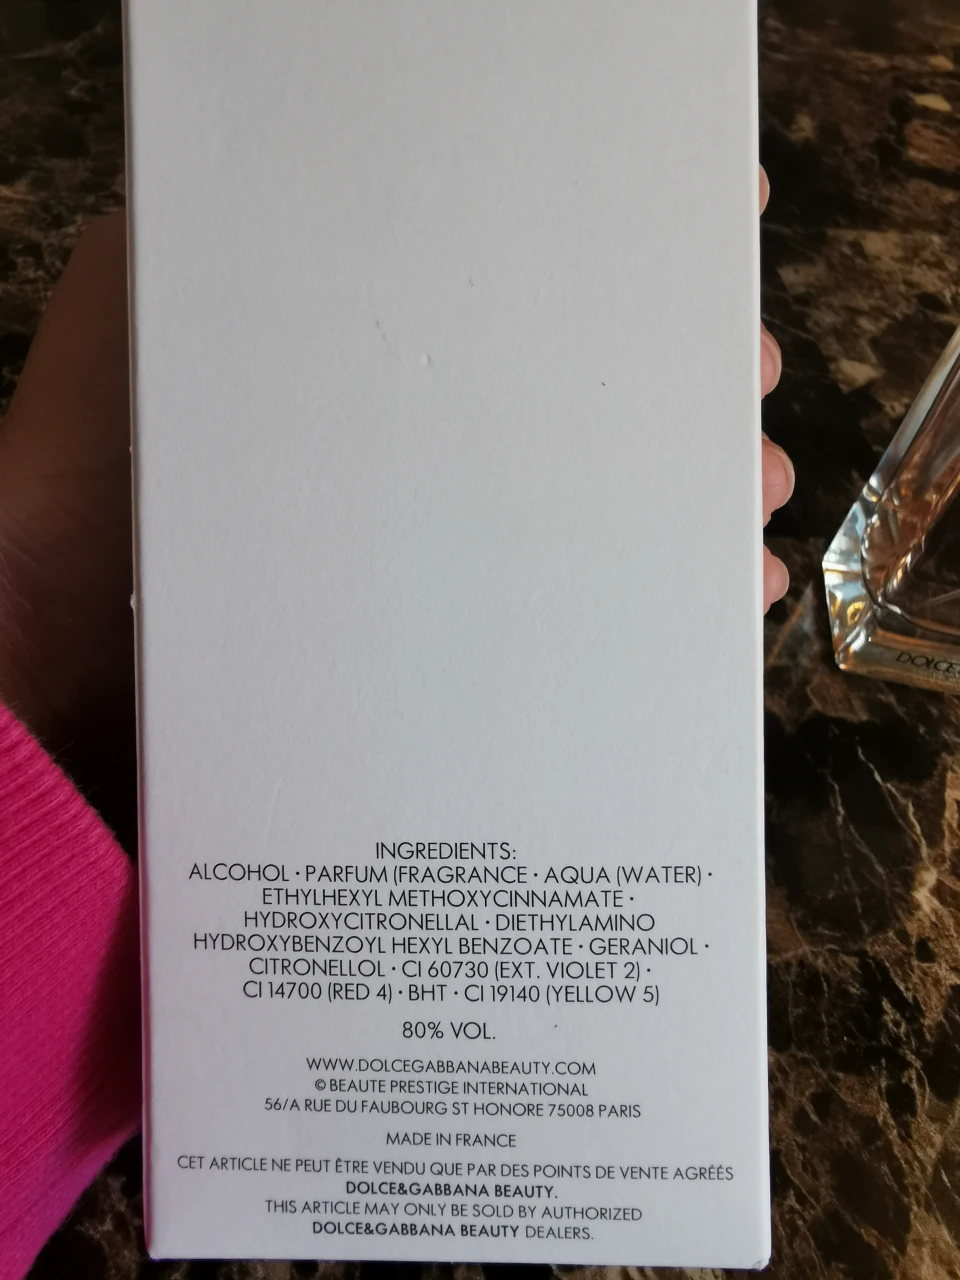 INGREDIENTS:
ALCOHOL · PARFUM (FRAGRANCE · AQUA (WATER) ·
ETHYLHEXYL METHOXYCINNAMATE ·
HYDROXYCITRONELLAL · DIETHYLAMINO
HYDROXYBENZOYL HEXYL BENZOATE · GERANIOL ·
CITRONELLOL · CI 60730 (EXT. VIOLET 2) ·
CI 14700 (RED 4) · BHT · CI 19140 (YELLOW 5)
80% VOL.
WWW.DOLCEGABBANABEAUTY.COM
© BEAUTE PRESTIGE INTERNATIONAL
56/A RUE DU FAUBOURG ST HONORE 75008 PARIS
MADE IN FRANCE
CET ARTICLE NE PEUT ÊTRE VENDU QUE PAR DES POINTS DE VENTE AGRÉÉS
DOLCE&GABBANA BEAUTY.
THIS ARTICLE MAY ONLY BE SOLD BY AUTHORIZED
DOLCE&GABBANA BEAUTY DEALERS.
DOLCE